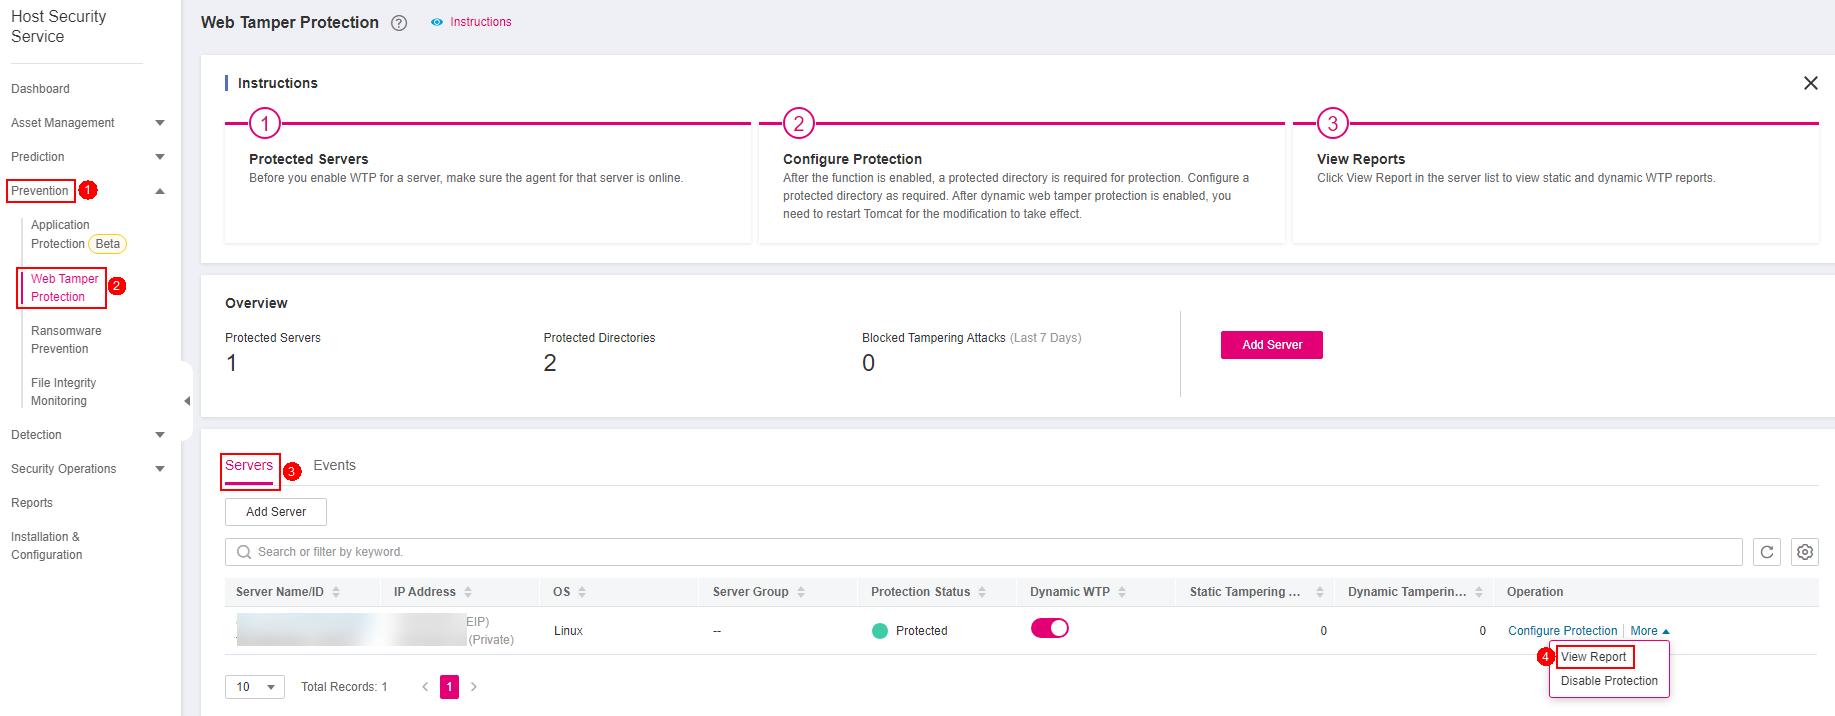 Host Security
Service
Dashboard
Asset Management
Prediction
Prevention 1
Application
Protection Beta
Web Tamper
Protection 2
Ransomware
Prevention
File Integrity
Monitoring
Detection
Security Operations
Reports
Installation &
Configuration
Web Tamper Protection ? Instructions
Instructions
1
Protected Servers
Before you enable WTP for a server, make sure the agent for that server is online.
2
Configure Protection
After the function is enabled, a protected directory is required for protection. Configure a
protected directory as required. After dynamic web tamper protection is enabled, you
need to restart Tomcat for the modification to take effect.
3
View Reports
Click View Report in the server list to view static and dynamic WTP reports.
Overview
Protected Servers
1
Protected Directories
2
Blocked Tampering Attacks (Last 7 Days)
0
Add Server
Servers 3 Events
Add Server
Search or filter by keyword.
Server Name/ID IP Address OS Server Group Protection Status Dynamic WTP Static Tampering ... Dynamic Tamperin... Operation
EIP)
(Private)
Linux -- Protected 0 0 Configure Protection More
4 View Report
Disable Protection
10 Total Records: 1 < 1 >